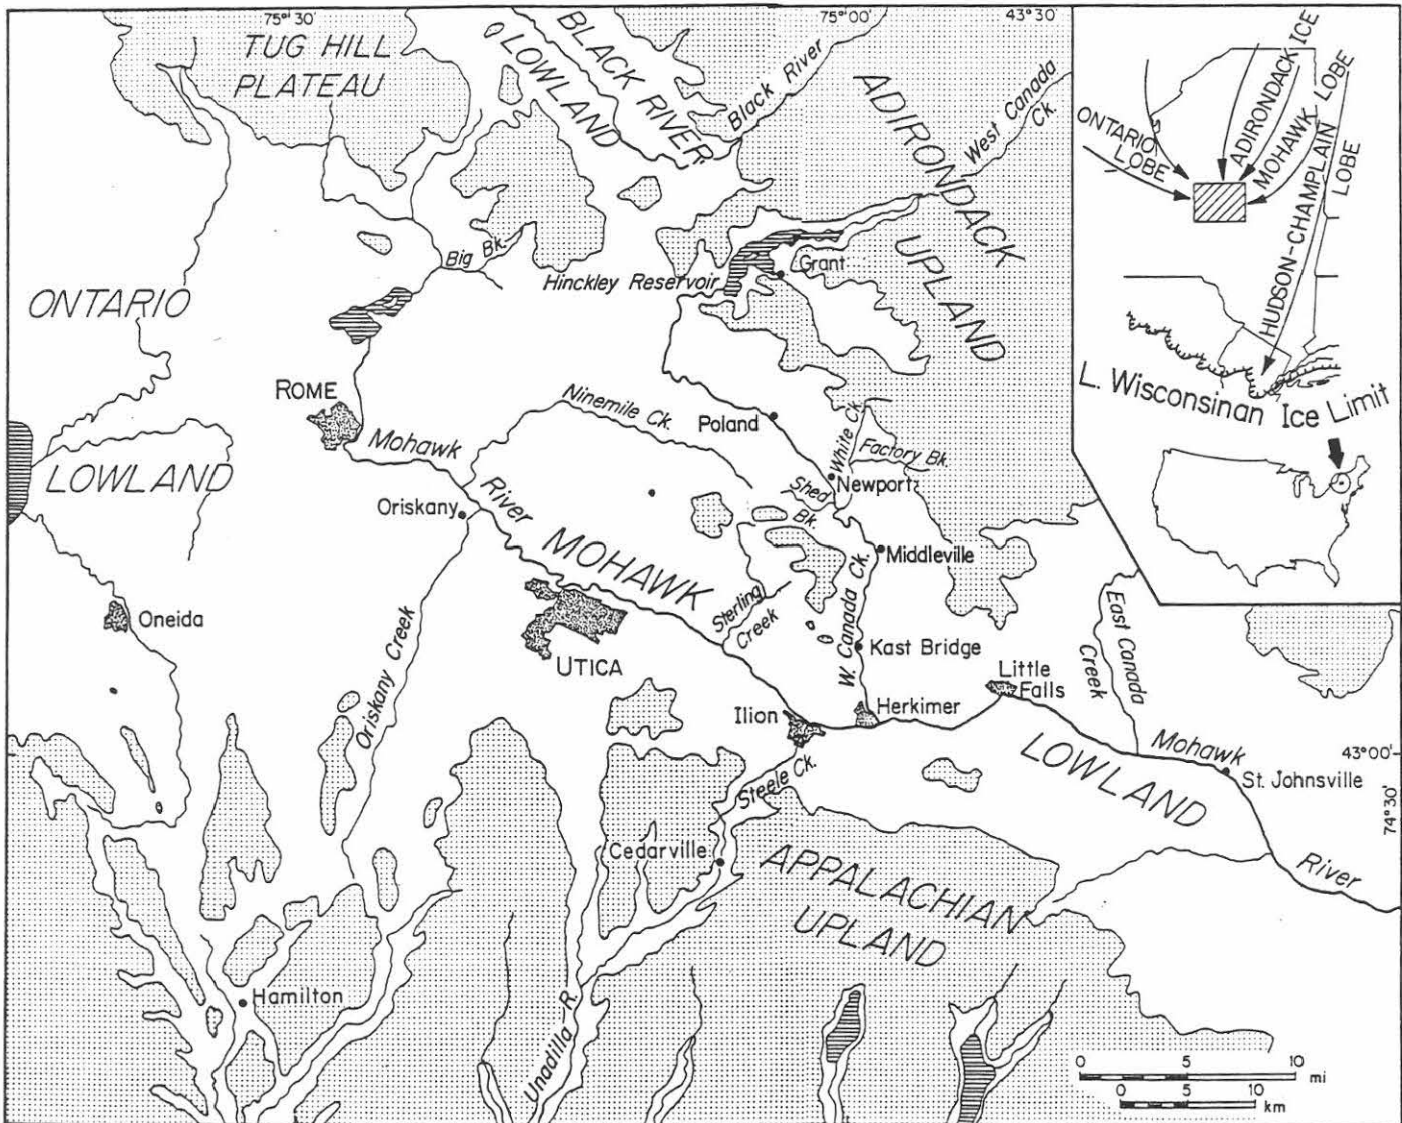 75°30'
75°00'
43°30'
TUG HILL
PLATEAU
BLACK RIVER
LOWLAND
Black River
West Canada
Ck.
ADIRONDACK
UPLAND
ONTARIO
LOBE
ADIRONDACK ICE
MOHAWK LOBE
HUDSON-CHAMPLAIN
LOBE
L. Wisconsinan Ice Limit
Big Bk.
Hinckley Reservoir
Grant
ONTARIO
LOWLAND
ROME
Mohawk
River
Ninemile Ck.
Poland
White Ck.
Factory Bk.
Newport
Shed
Bk.
Oriskany
MOHAWK
LOWLAND
Middleville
W. Canada Ck.
Sterling
Creek
Oneida
Oriskany Creek
UTICA
Kast Bridge
Little
Falls
East Canada
Creek
Ilion
Herkimer
Mohawk
River
43°00'
St. Johnsville
74°30'
Steele Ck.
Cedarville
APPALACHIAN
UPLAND
Hamilton
Unadilla R.
0 5 10
mi
0 5 10
km